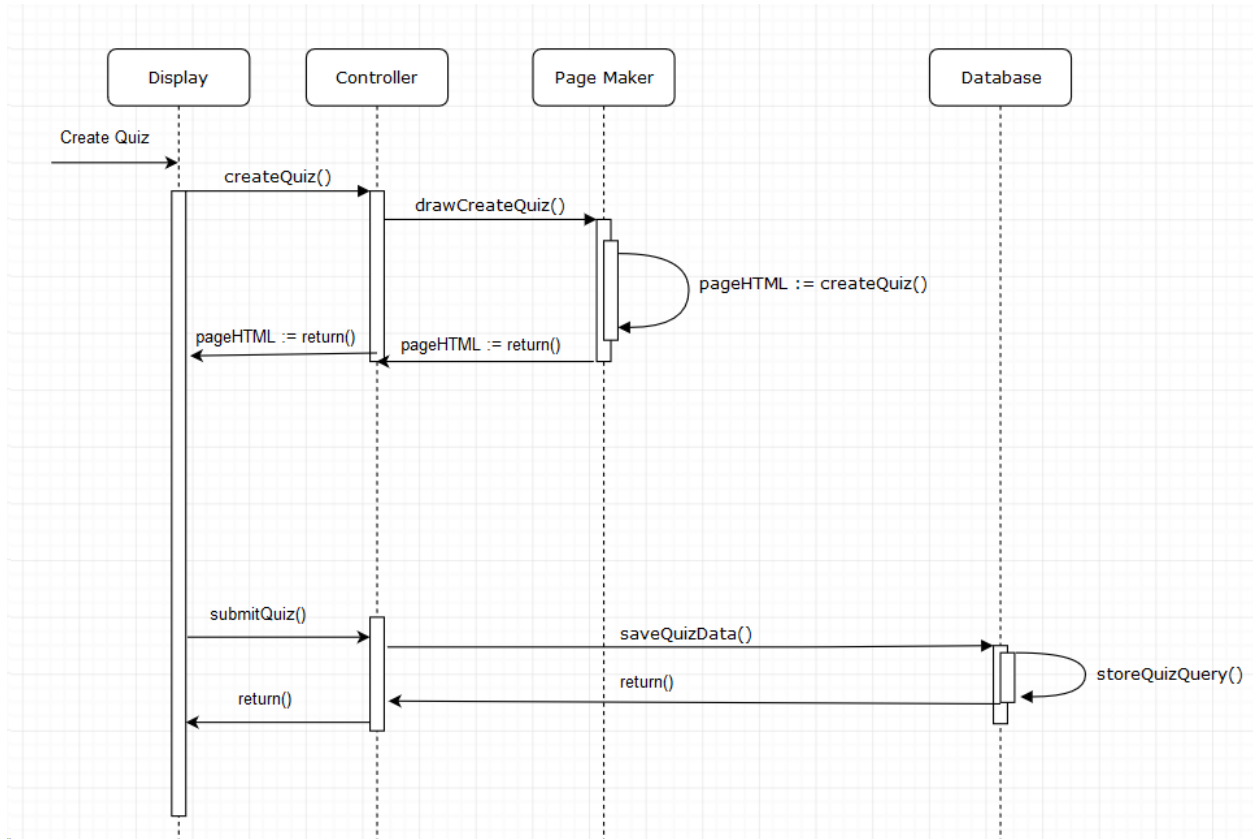 Display
Controller
Page Maker
Database
Create Quiz
createQuiz()
drawCreateQuiz()
pageHTML := createQuiz()
pageHTML := return()
pageHTML := return()
submitQuiz()
saveQuizData()
storeQuizQuery()
return()
return()